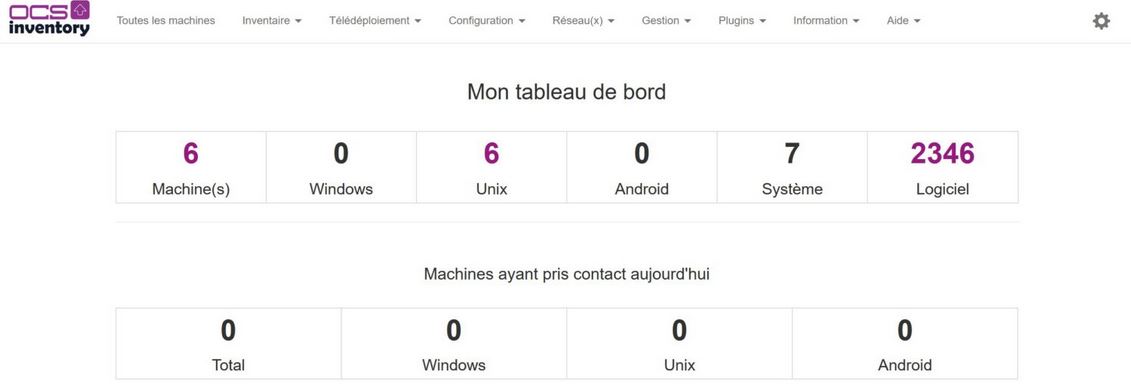 OCS
inventory
Toutes les machines Inventaire Télédéploiement Configuration Réseau(x) Gestion Plugins Information Aide
Mon tableau de bord
6 0 6 0 7 2346
Machine(s) Windows Unix Android Système Logiciel
Machines ayant pris contact aujourd'hui
0 0 0 0
Total Windows Unix Android